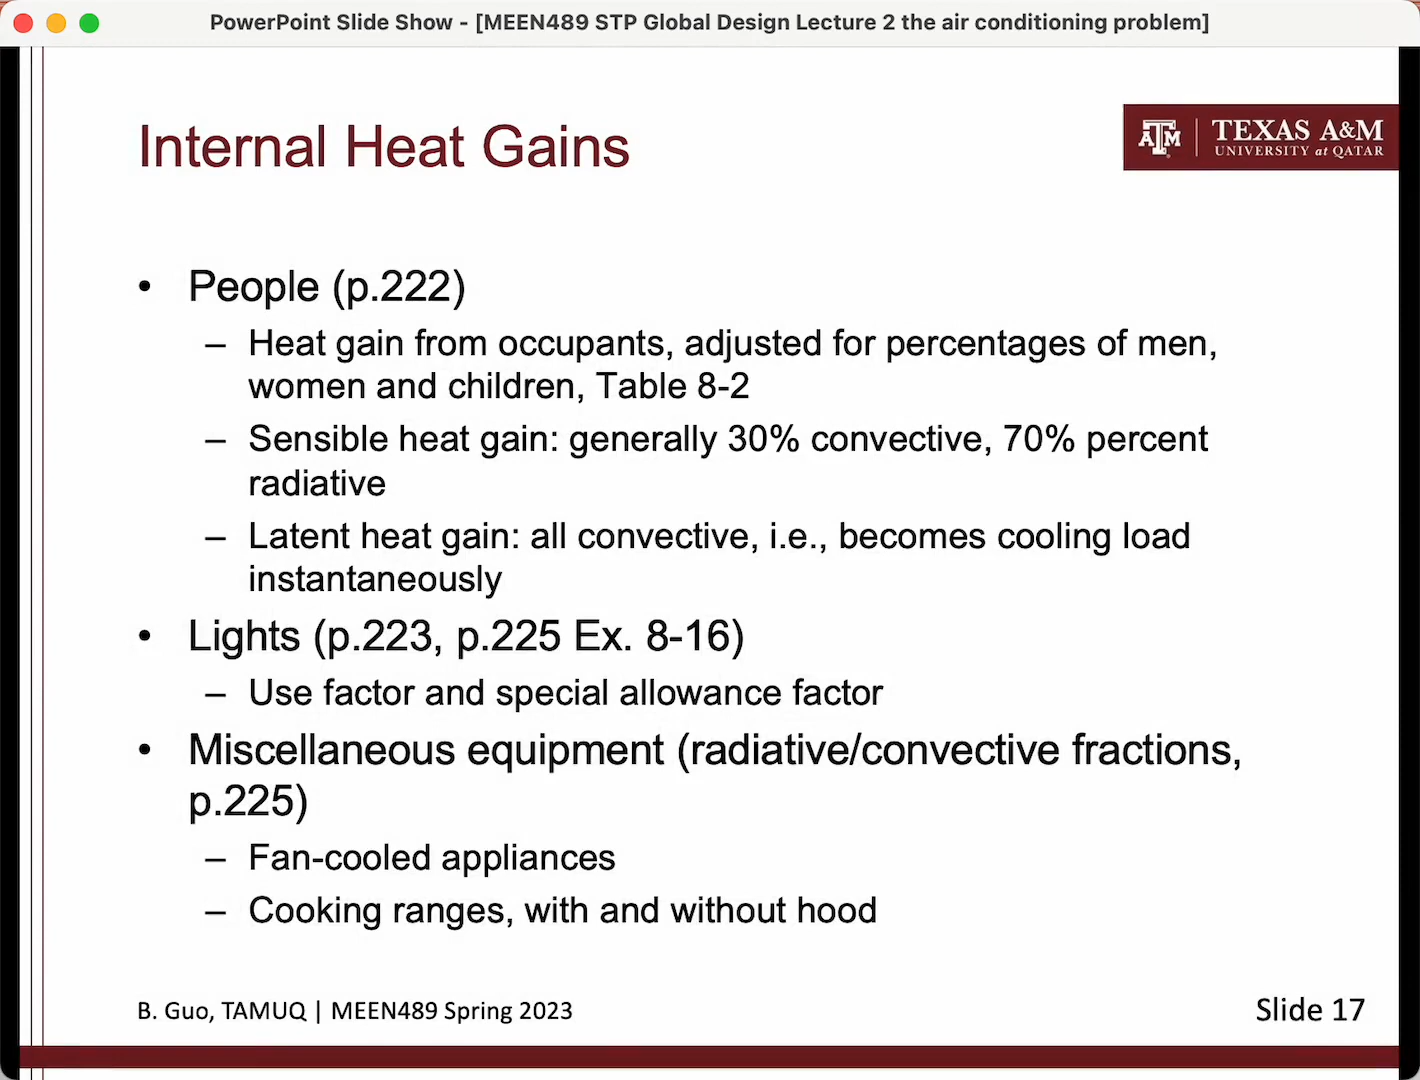 PowerPoint Slide Show - [MEEN489 STP Global Design Lecture 2 the air conditioning problem]
Internal Heat Gains
ATM
TEXAS A&M
UNIVERSITY at QATAR
• People (p.222)
– Heat gain from occupants, adjusted for percentages of men,
women and children, Table 8-2
– Sensible heat gain: generally 30% convective, 70% percent
radiative
– Latent heat gain: all convective, i.e., becomes cooling load
instantaneously
• Lights (p.223, p.225 Ex. 8-16)
– Use factor and special allowance factor
• Miscellaneous equipment (radiative/convective fractions,
p.225)
– Fan-cooled appliances
– Cooking ranges, with and without hood
B. Guo, TAMUQ | MEEN489 Spring 2023
Slide 17